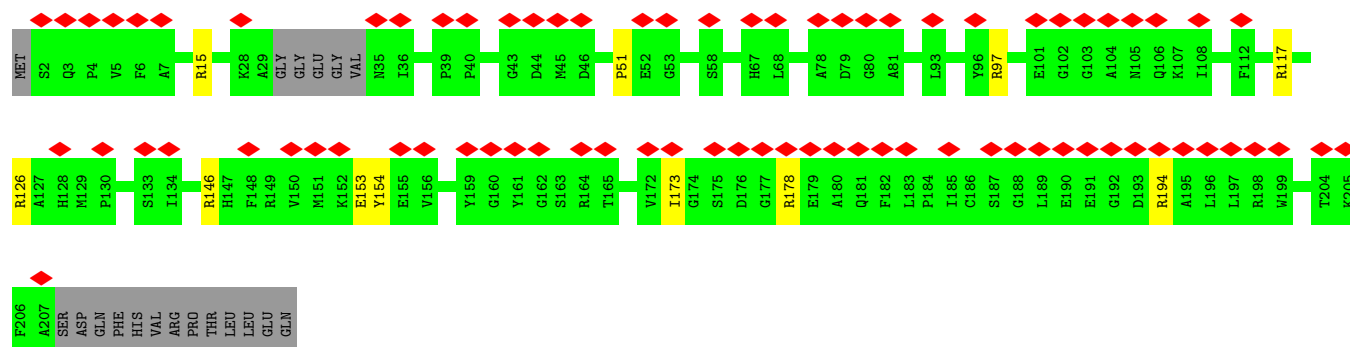 MET S2 Q3 P4 V5 F6 A7 R15 K28 A29 GLY GLY GLU GLY VAL N35 I36 P39 P40 G43 D44 M45 D46 P51 E52 G53 S58 H67 L68 A78 D79 G80 A81 L93 Y96 R97 E101 G102 G103 A104 N105 Q106 K107 I108 F112 R117
R126 A127 H128 M129 P130 S133 I134 R146 H147 F148 R149 V150 M151 K152 E153 Y154 E155 V156 Y159 G160 Y161 G162 S163 R164 T165 V172 I173 G174 S175 D176 G177 R178 E179 A180 Q181 F182 L183 P184 I185 C186 S187 G188 L189 E190 E191 G192 D193 R194 A195 L196 L197 R198 W199 T204 K205
F206 A207 SER ASP GLN PHE HIS VAL ARG PRO THR LEU LEU GLU GLN